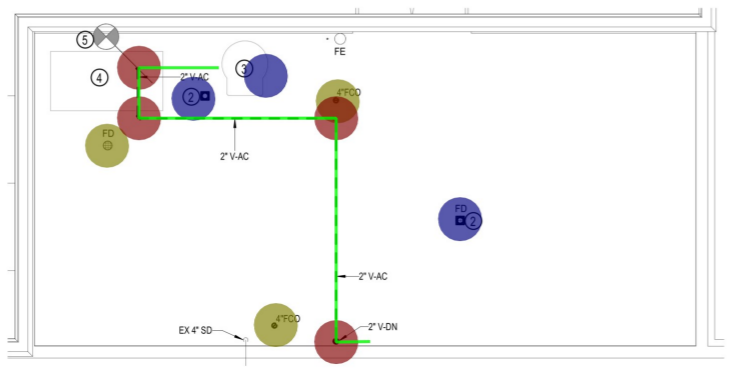 5
FE
3
4
2" V-AC
2
4"FCO
FD
2" V-AC
FD
2
2" V-AC
4"FCO
2" V-DN
EX 4" SD